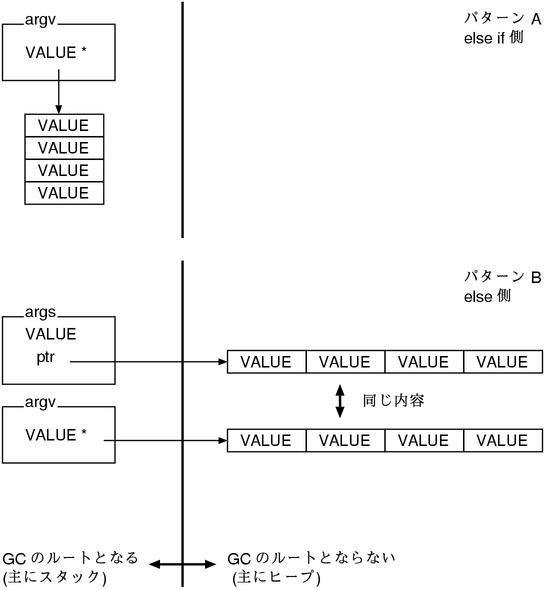 argv
VALUE *
VALUE
VALUE
VALUE
VALUE
パターン A
else if 側
パターン B
else 側
args
VALUE
ptr
VALUE VALUE VALUE VALUE
同じ内容
argv
VALUE *
VALUE VALUE VALUE VALUE
GC のルートとなる
(主にスタック)
GC のルートとならない
(主にヒープ)